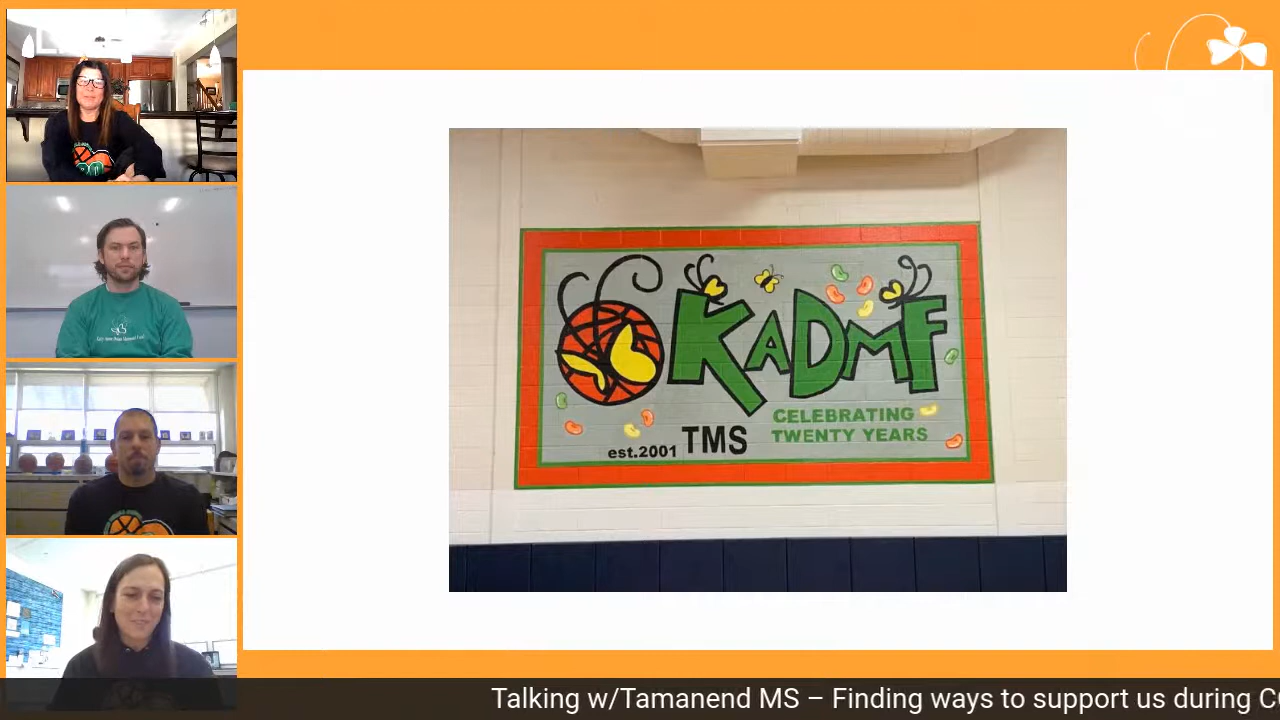 KADMF
CELEBRATING
TWENTY YEARS
est.2001 TMS
Talking w/Tamanend MS – Finding ways to support us during C